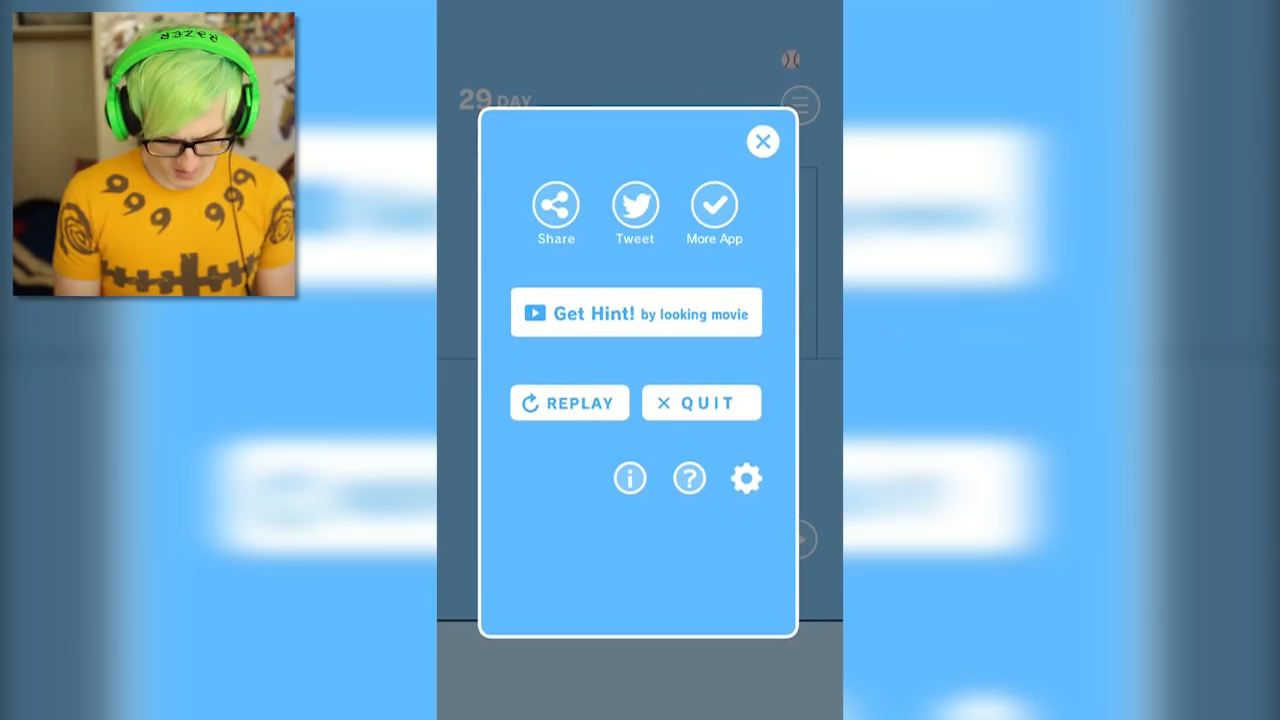 RAZER
29 DAY
Share
Tweet
More App
Get Hint! by looking movie
REPLAY
QUIT
i
?